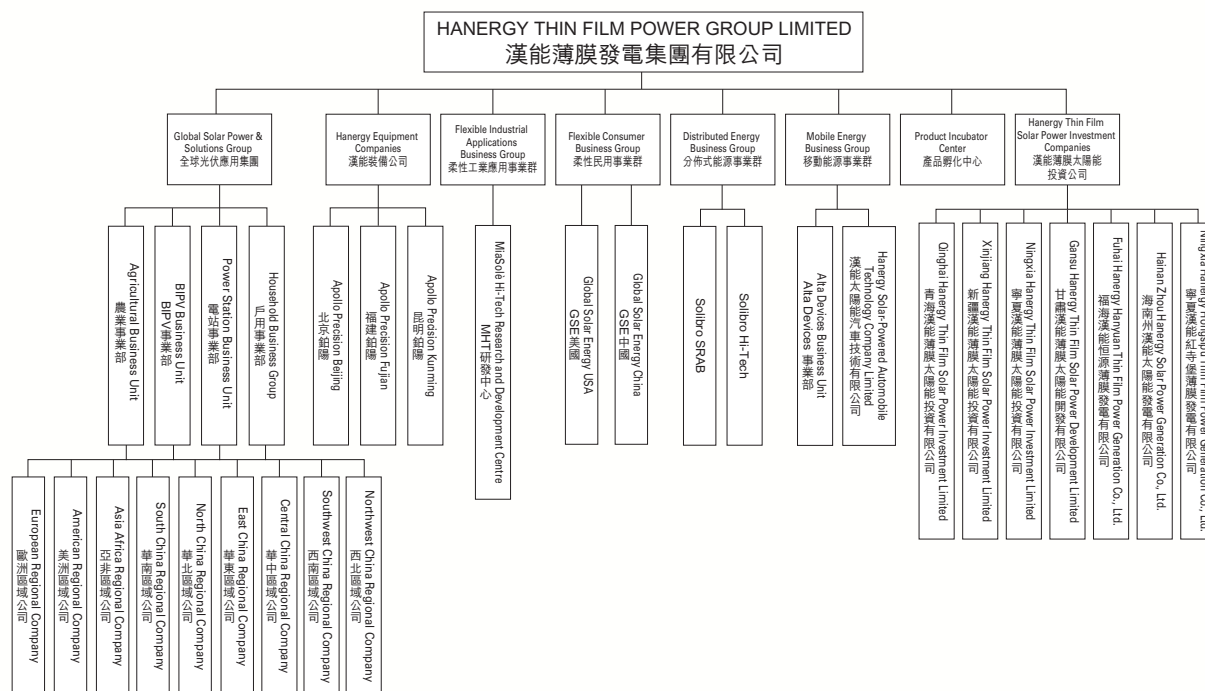 HANERGY THIN FILM POWER GROUP LIMITED
漢能薄膜發電集團有限公司
Global Solar Power &
Solutions Group
全球光伏應用集團
Hanergy Equipment
Companies
漢能裝備公司
Flexible Industrial
Applications
Business Group
柔性工業應用事業群
Flexible Consumer
Business Group
柔性民用事業群
Distributed Energy
Business Group
分佈式能源事業群
Mobile Energy
Business Group
移動能源事業群
Product Incubator
Center
產品孵化中心
Hanergy Thin Film
Solar Power Investment
Companies
漢能薄膜太陽能
投資公司
Agricultural Business Unit
農業事業部
BIPV Business Unit
BIPV事業部
Power Station Business Unit
電站事業部
Household Business Group
戶用事業部
Apollo Precision Beijing
北京鉑陽
Apollo Precision Fujian
福建鉑陽
Apollo Precision Kunming
昆明鉑陽
MiaSolè Hi-Tech Research and Development Centre
MHT研發中心
Global Solar Energy USA
GSE美國
Global Solar Energy China
GSE中國
Solibro SRAB
Solibro Hi-Tech
Alta Devices Business Unit
Alta Devices 事業部
Hanergy Solar-Powered Automobile
Technology Company Limited
漢能太陽能汽車技術有限公司
Qinghai Hanergy Thin Film Solar Power Investment Limited
青海漢能薄膜太陽能投資有限公司
Xinjiang Hanergy Thin Film Solar Power Investment Limited
新疆漢能薄膜太陽能投資有限公司
Ningxia Hanergy Thin Film Solar Power Investment Limited
寧夏漢能薄膜太陽能投資有限公司
Gansu Hanergy Thin Film Solar Power Development Limited
甘肅漢能薄膜太陽能開發有限公司
Fuhai Hanergy Hanyuan Thin Film Power Generation Co., Ltd.
福海漢能恒源薄膜發電有限公司
Hainan Zhou Hanergy Solar Power Generation Co., Ltd.
海南州漢能太陽能發電有限公司
Ningxia Hanergy Hongsipu Thin Film Power Generation Co., Ltd.
寧夏漢能紅寺堡薄膜發電有限公司
European Regional Company
歐洲區域公司
American Regional Company
美洲區域公司
Asia Africa Regional Company
亞非區域公司
South China Regional Company
華南區域公司
North China Regional Company
華北區域公司
East China Regional Company
華東區域公司
Central China Regional Company
華中區域公司
Southwest China Regional Company
西南區域公司
Northwest China Regional Company
西北區域公司